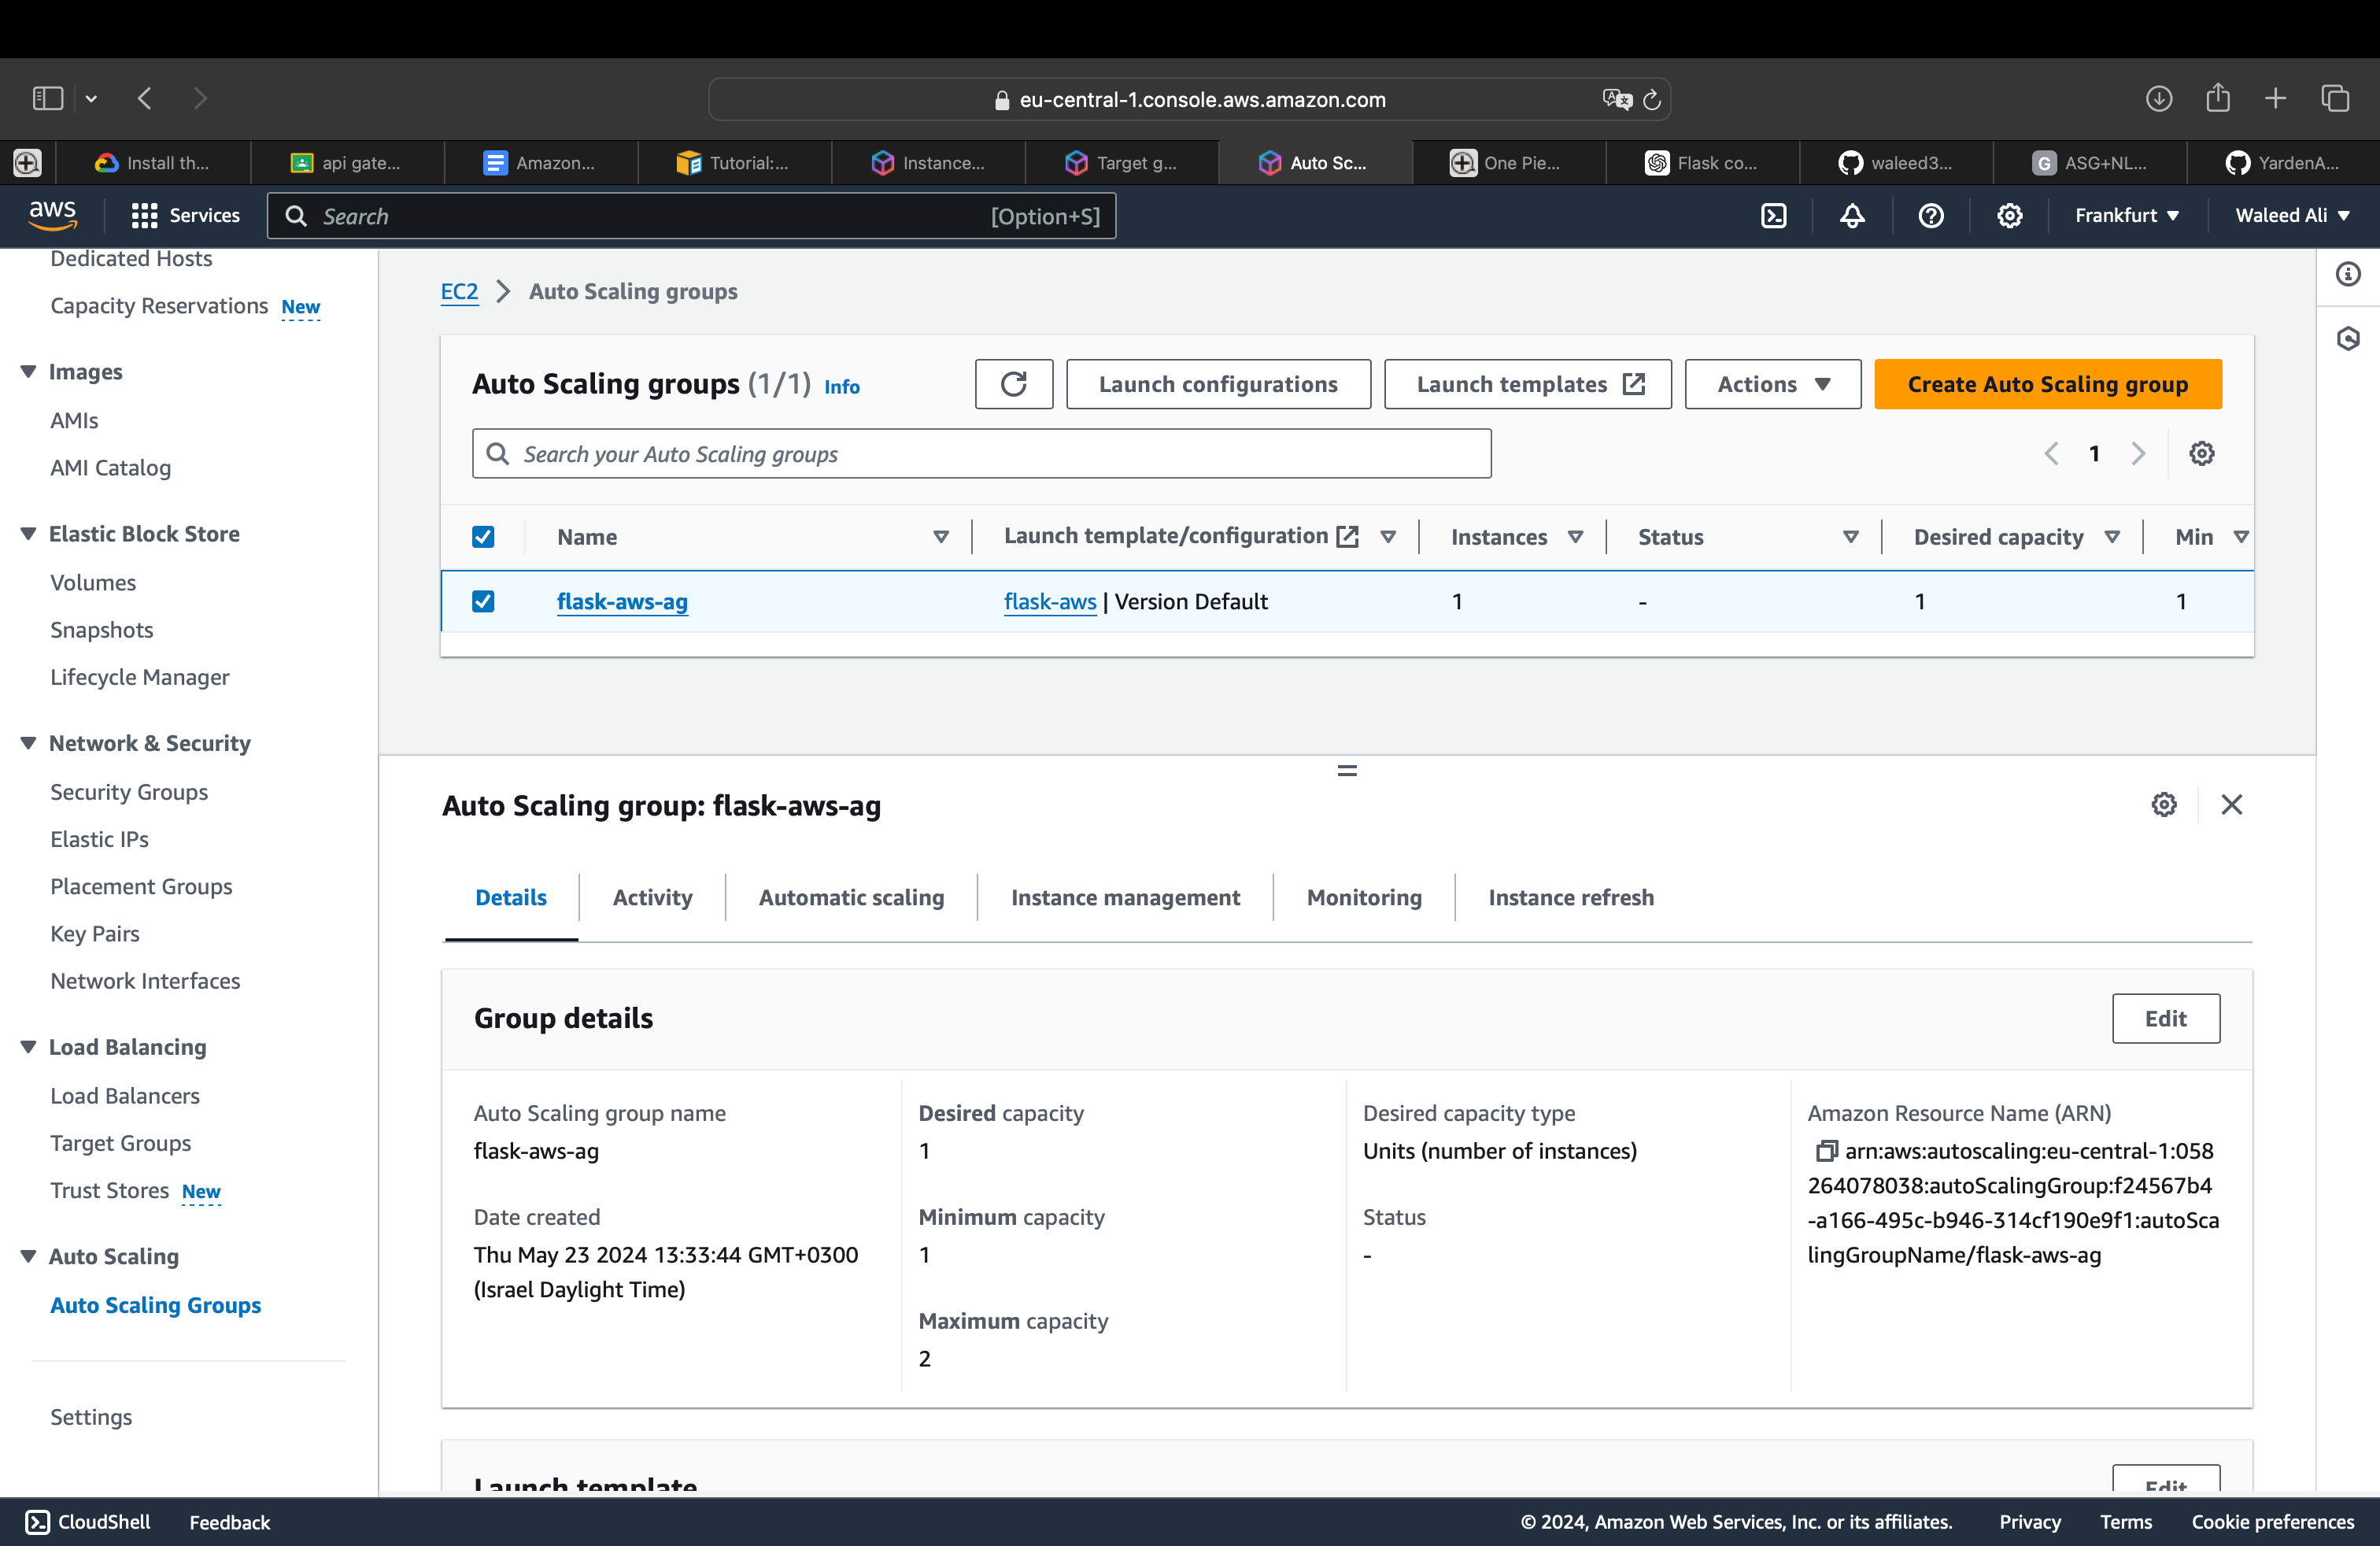 eu-central-1.console.aws.amazon.com
Install th...
api gate...
Amazon...
Tutorial:...
Instance...
Target g...
Auto Sc...
One Pie...
Flask co...
waleed3...
G
ASG+NL...
YardenA...
aws
Services
Search
[Option+S]
Frankfurt
Waleed Ali
Dedicated Hosts
Capacity Reservations New
Images
AMIs
AMI Catalog
Elastic Block Store
Volumes
Snapshots
Lifecycle Manager
Network & Security
Security Groups
Elastic IPs
Placement Groups
Key Pairs
Network Interfaces
Load Balancing
Load Balancers
Target Groups
Trust Stores New
Auto Scaling
Auto Scaling Groups
Settings
EC2 > Auto Scaling groups
Auto Scaling groups (1/1) Info
Launch configurations
Launch templates
Actions
Create Auto Scaling group
Search your Auto Scaling groups
1
Name
Launch template/configuration
Instances
Status
Desired capacity
Min
flask-aws-ag
flask-aws | Version Default
1
-
1
1
Auto Scaling group: flask-aws-ag
Details
Activity
Automatic scaling
Instance management
Monitoring
Instance refresh
Group details
Edit
Auto Scaling group name
flask-aws-ag
Date created
Thu May 23 2024 13:33:44 GMT+0300
(Israel Daylight Time)
Desired capacity
1
Minimum capacity
1
Maximum capacity
2
Desired capacity type
Units (number of instances)
Status
-
Amazon Resource Name (ARN)
arn:aws:autoscaling:eu-central-1:058
264078038:autoScalingGroup:f24567b4
-a166-495c-b946-314cf190e9f1:autoSca
lingGroupName/flask-aws-ag
Launch template
Edit
CloudShell
Feedback
© 2024, Amazon Web Services, Inc. or its affiliates.
Privacy
Terms
Cookie preferences